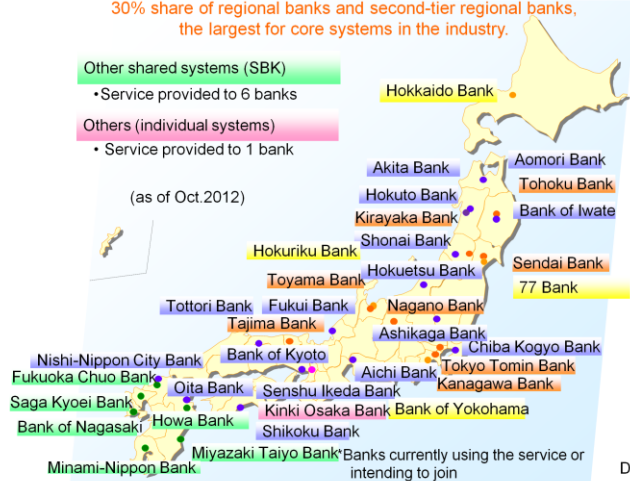 30% share of regional banks and second-tier regional banks,
the largest for core systems in the industry.
Other shared systems (SBK)
•Service provided to 6 banks
Others (individual systems)
• Service provided to 1 bank
(as of Oct.2012)
Hokkaido Bank
Akita Bank
Aomori Bank
Tohoku Bank
Hokuto Bank
Bank of Iwate
Kirayaka Bank
Shonai Bank
Hokuriku Bank
Hokuetsu Bank
Sendai Bank
Toyama Bank
77 Bank
Tottori Bank
Fukui Bank
Nagano Bank
Tajima Bank
Ashikaga Bank
Chiba Kogyo Bank
Nishi-Nippon City Bank
Bank of Kyoto
Aichi Bank
Tokyo Tomin Bank
Fukuoka Chuo Bank
Kanagawa Bank
Oita Bank
Senshu Ikeda Bank
Saga Kyoei Bank
Kinki Osaka Bank
Bank of Yokohama
Howa Bank
Bank of Nagasaki
Shikoku Bank
Miyazaki Taiyo Bank
*Banks currently using the service or
intending to join
Minami-Nippon Bank
D